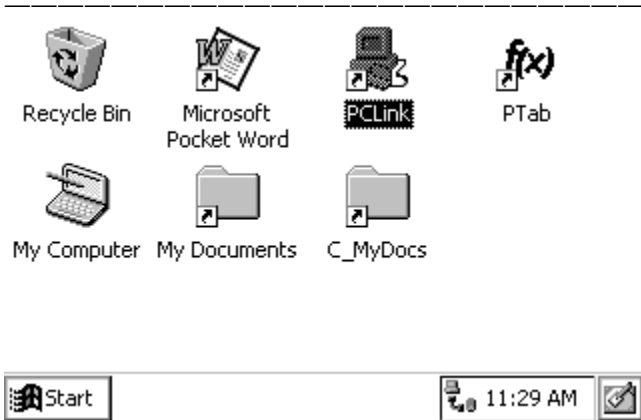 Recycle Bin
Microsoft
Pocket Word
PCLink
f(x)
PTab
My Computer
My Documents
C_MyDocs
Start
11:29 AM